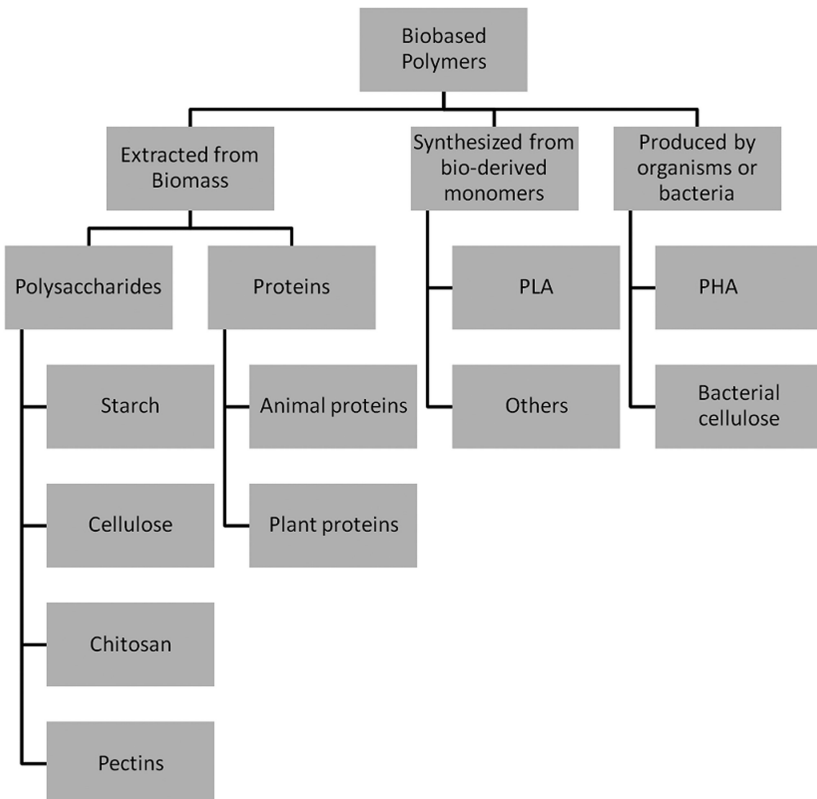 Biobased
Polymers
Extracted from
Biomass
Synthesized from
bio-derived
monomers
Produced by
organisms or
bacteria
Polysaccharides
Proteins
PLA
PHA
Starch
Animal proteins
Others
Bacterial
cellulose
Cellulose
Plant proteins
Chitosan
Pectins